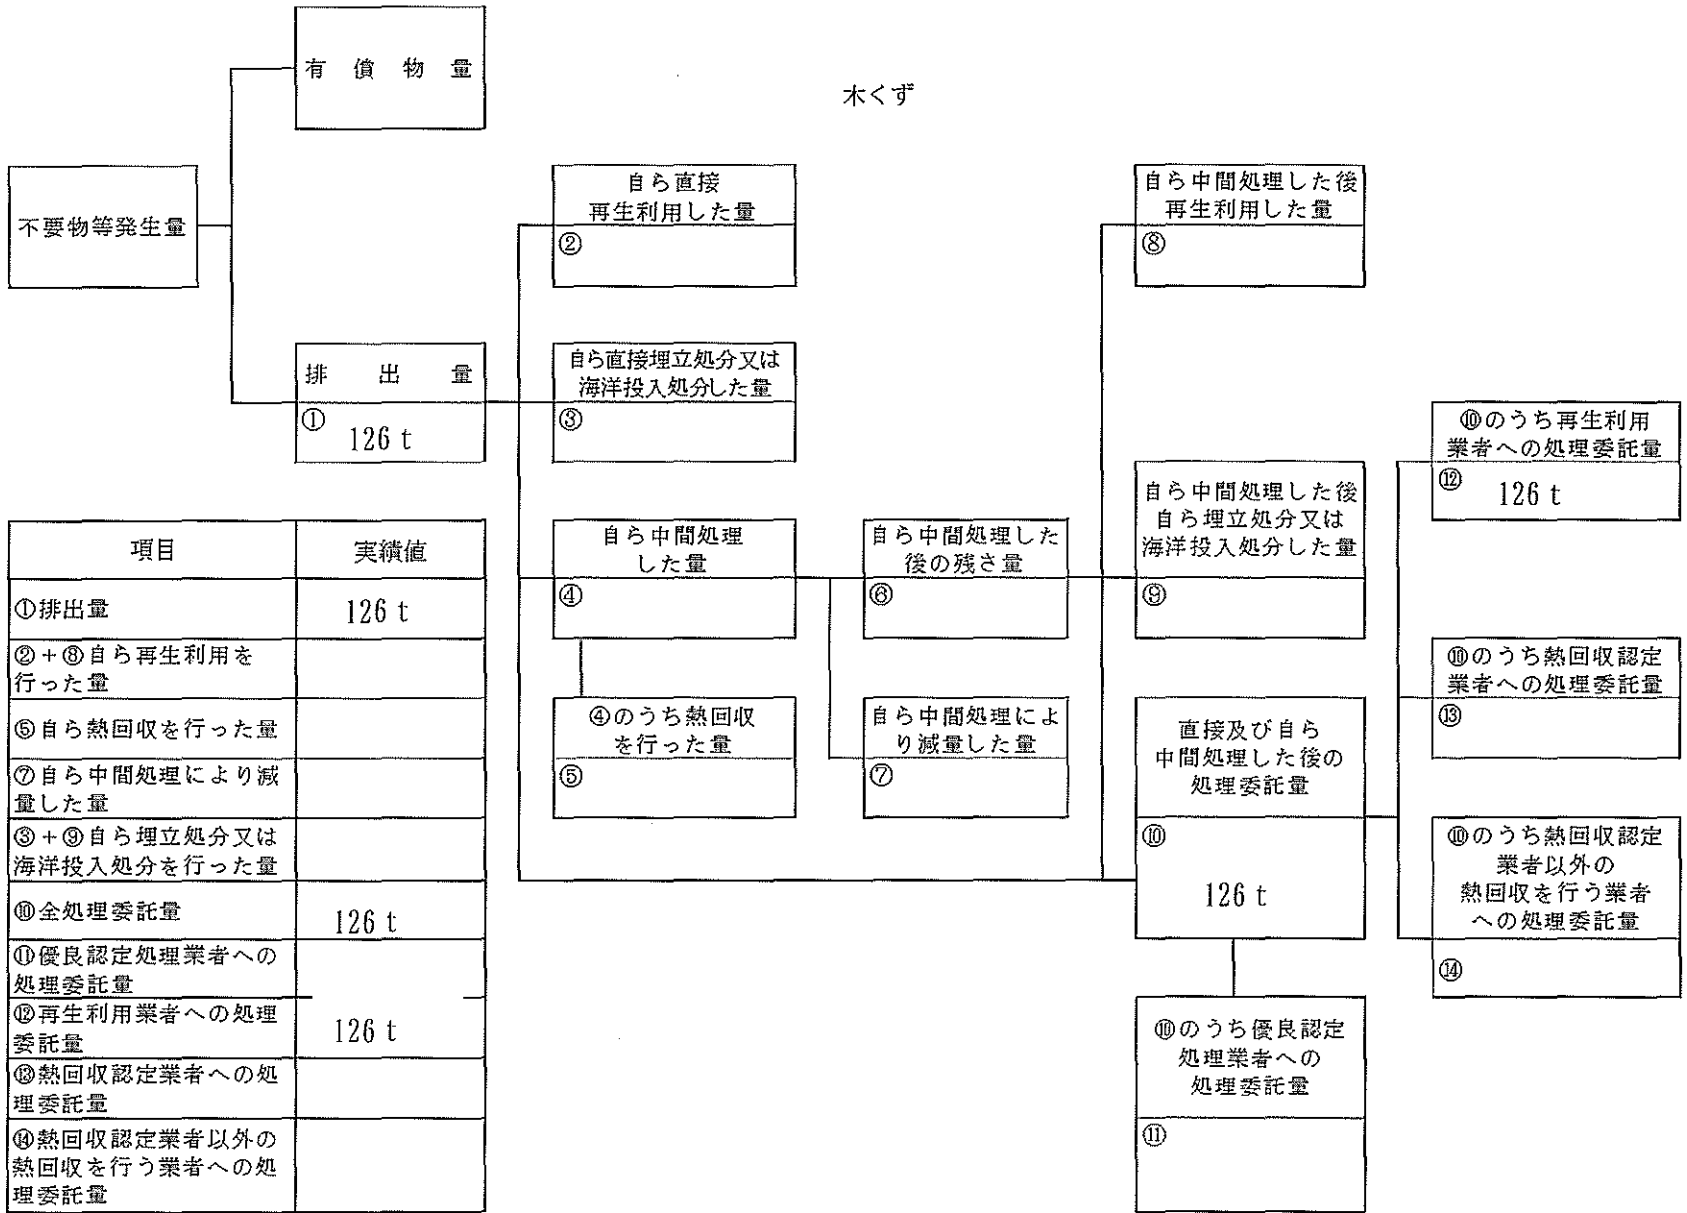 有償物量
木くず
不要物等発生量
排出量
① 126 t
自ら直接
再生利用した量
②
自ら直接埋立処分又は
海洋投入処分した量
③
自ら中間処理
した量
④
④のうち熱回収
を行った量
⑤
自ら中間処理した
後の残さ量
⑥
自ら中間処理によ
り減量した量
⑦
自ら中間処理した後
再生利用した量
⑧
自ら中間処理した後
自ら埋立処分又は
海洋投入処分した量
⑨
直接及び自ら
中間処理した後の
処理委託量
⑩
126 t
⑩のうち優良認定
処理業者への
処理委託量
⑪
⑩のうち再生利用
業者への処理委託量
⑫ 126 t
⑩のうち熱回収認定
業者への処理委託量
⑬
⑩のうち熱回収認定
業者以外の
熱回収を行う業者
への処理委託量
⑭
項目 実績値
①排出量 126 t
②+⑧自ら再生利用を
行った量
⑤自ら熱回収を行った量
⑦自ら中間処理により減
量した量
③+⑨自ら埋立処分又は
海洋投入処分を行った量
⑩全処理委託量 126 t
⑪優良認定処理業者への
処理委託量
⑫再生利用業者への処理
委託量 126 t
⑬熱回収認定業者への処
理委託量
⑭熱回収認定業者以外の
熱回収を行う業者への処
理委託量